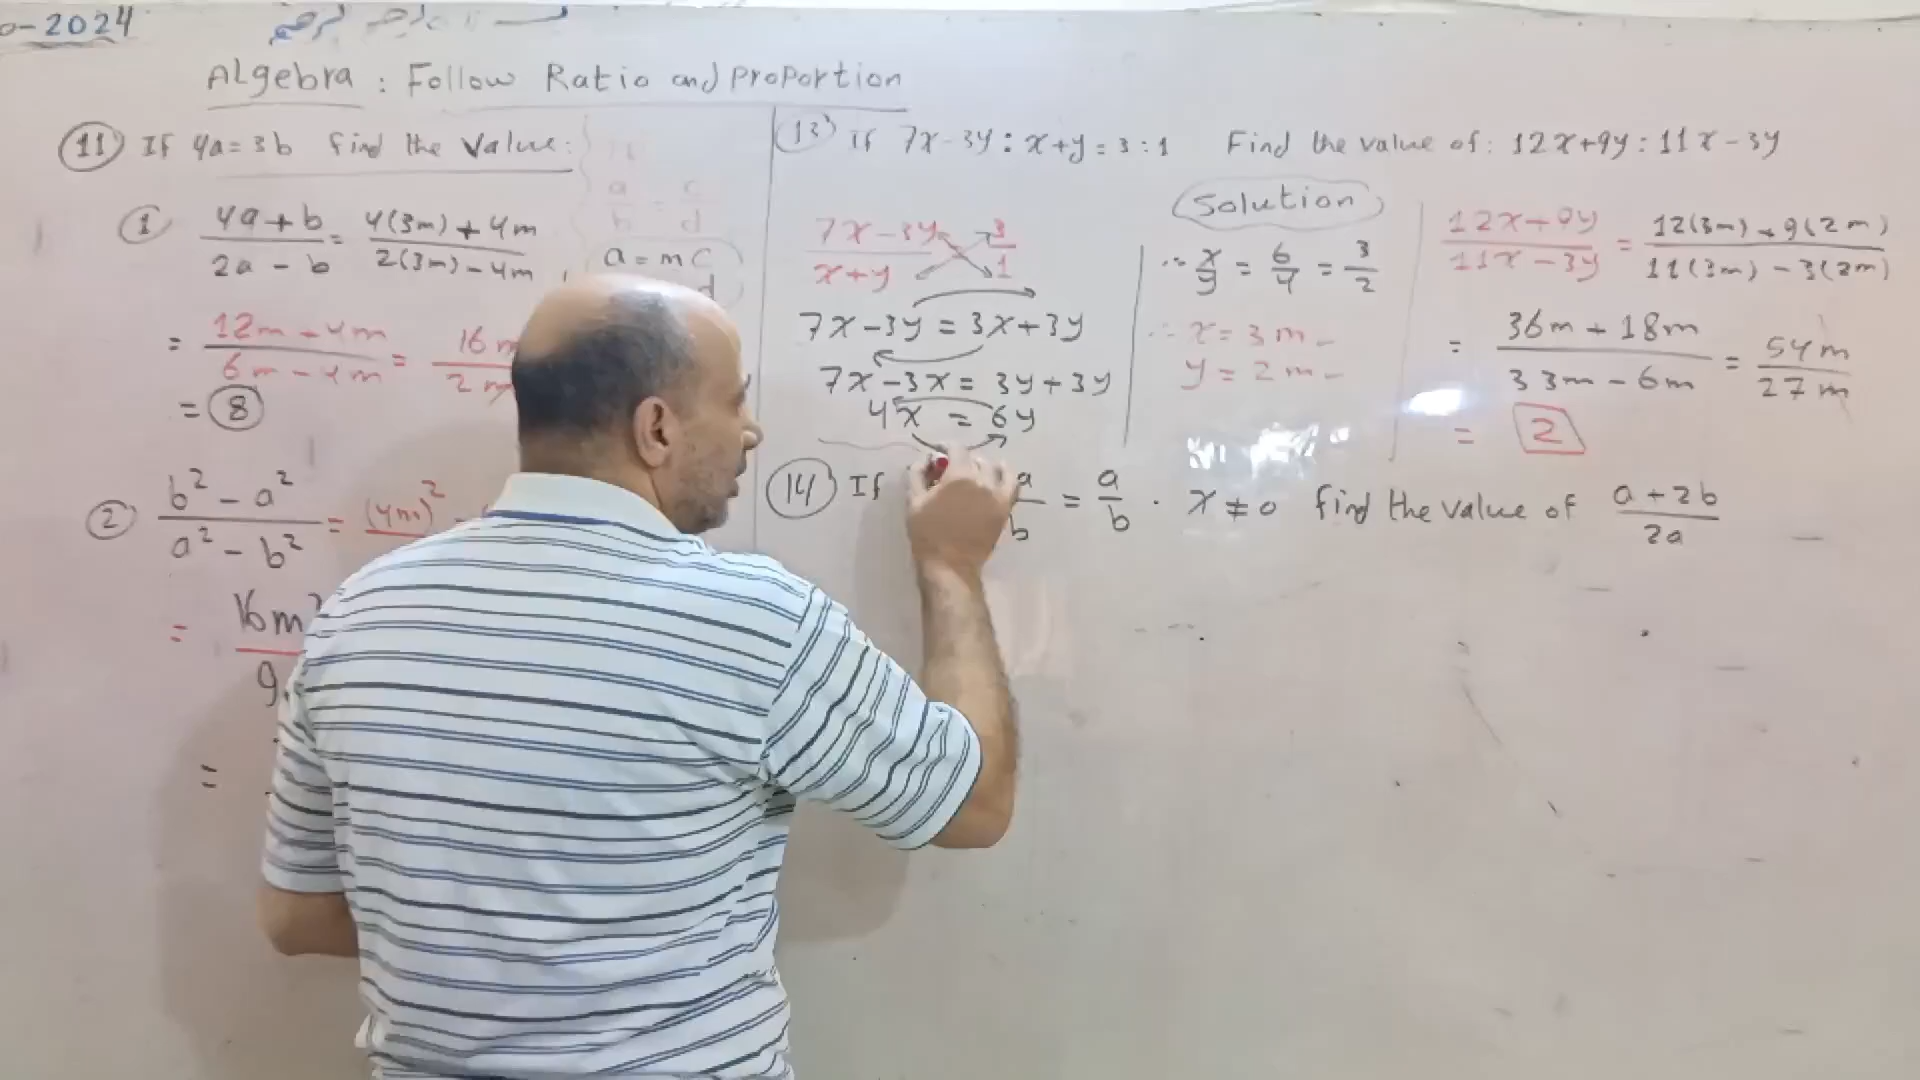 o-2024
Algebra : Follow Ratio and Proportion
(11) If 4a = 3b find the value :
(1) (4a + b)/(2a - b) = (4(3m) + 4m)/(2(3m) - 4m)
a/b = c/d
a = m c
d
= (12m + 4m)/(6m - 4m) = 16m/2m
= 8
(2) (b² - a²)/(a² - b²) = (4m)²
= 16m²
9
=
(13) If 7x - 3y : x + y = 3 : 1 Find the value of : 12x + 9y : 11x - 3y
Solution
(7x - 3y)/(x + y) 3/1
7x - 3y = 3x + 3y
7x - 3x = 3y + 3y
4x = 6y
∴ x/y = 6/4 = 3/2
∴ x = 3m
y = 2m
(12x + 9y)/(11x - 3y) = (12(3m) + 9(2m))/(11(3m) - 3(2m))
= (36m + 18m)/(33m - 6m) = 54m/27m
= 2
(14) If a/b = a/b . x ≠ 0 find the value of (a + 2b)/2a